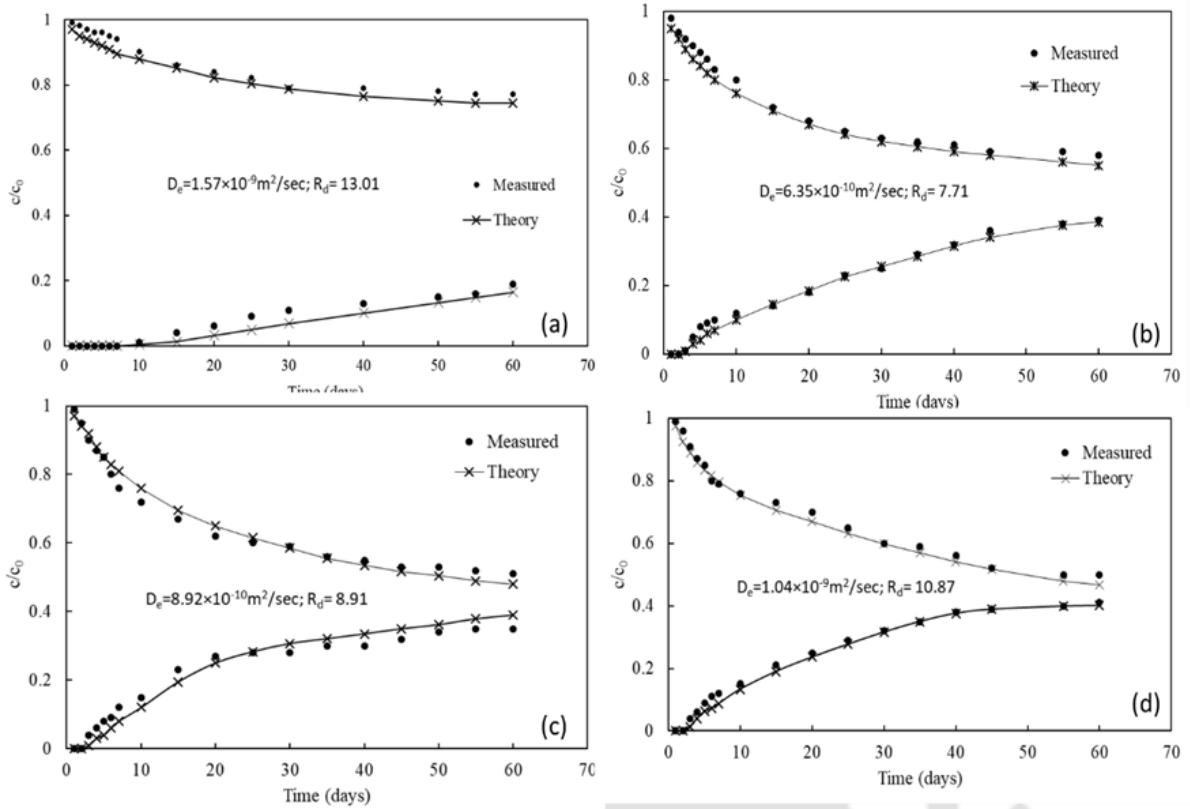 1
0.8
0.6
0.4
0.2
0
c/c₀
Measured
Theory
Dₑ=1.57×10⁻⁹m²/sec; R_d= 13.01
(a)
0 10 20 30 40 50 60 70
Time (days)
1
0.8
0.6
0.4
0.2
0
c/c₀
Measured
Theory
Dₑ=6.35×10⁻¹⁰m²/sec; R_d= 7.71
(b)
0 10 20 30 40 50 60 70
Time (days)
1
0.8
0.6
0.4
0.2
0
c/c₀
Measured
Theory
Dₑ=8.92×10⁻¹⁰m²/sec; R_d= 8.91
(c)
0 10 20 30 40 50 60 70
Time (days)
1
0.8
0.6
0.4
0.2
0
c/c₀
Measured
Theory
Dₑ=1.04×10⁻⁹m²/sec; R_d= 10.87
(d)
0 10 20 30 40 50 60 70
Time (days)